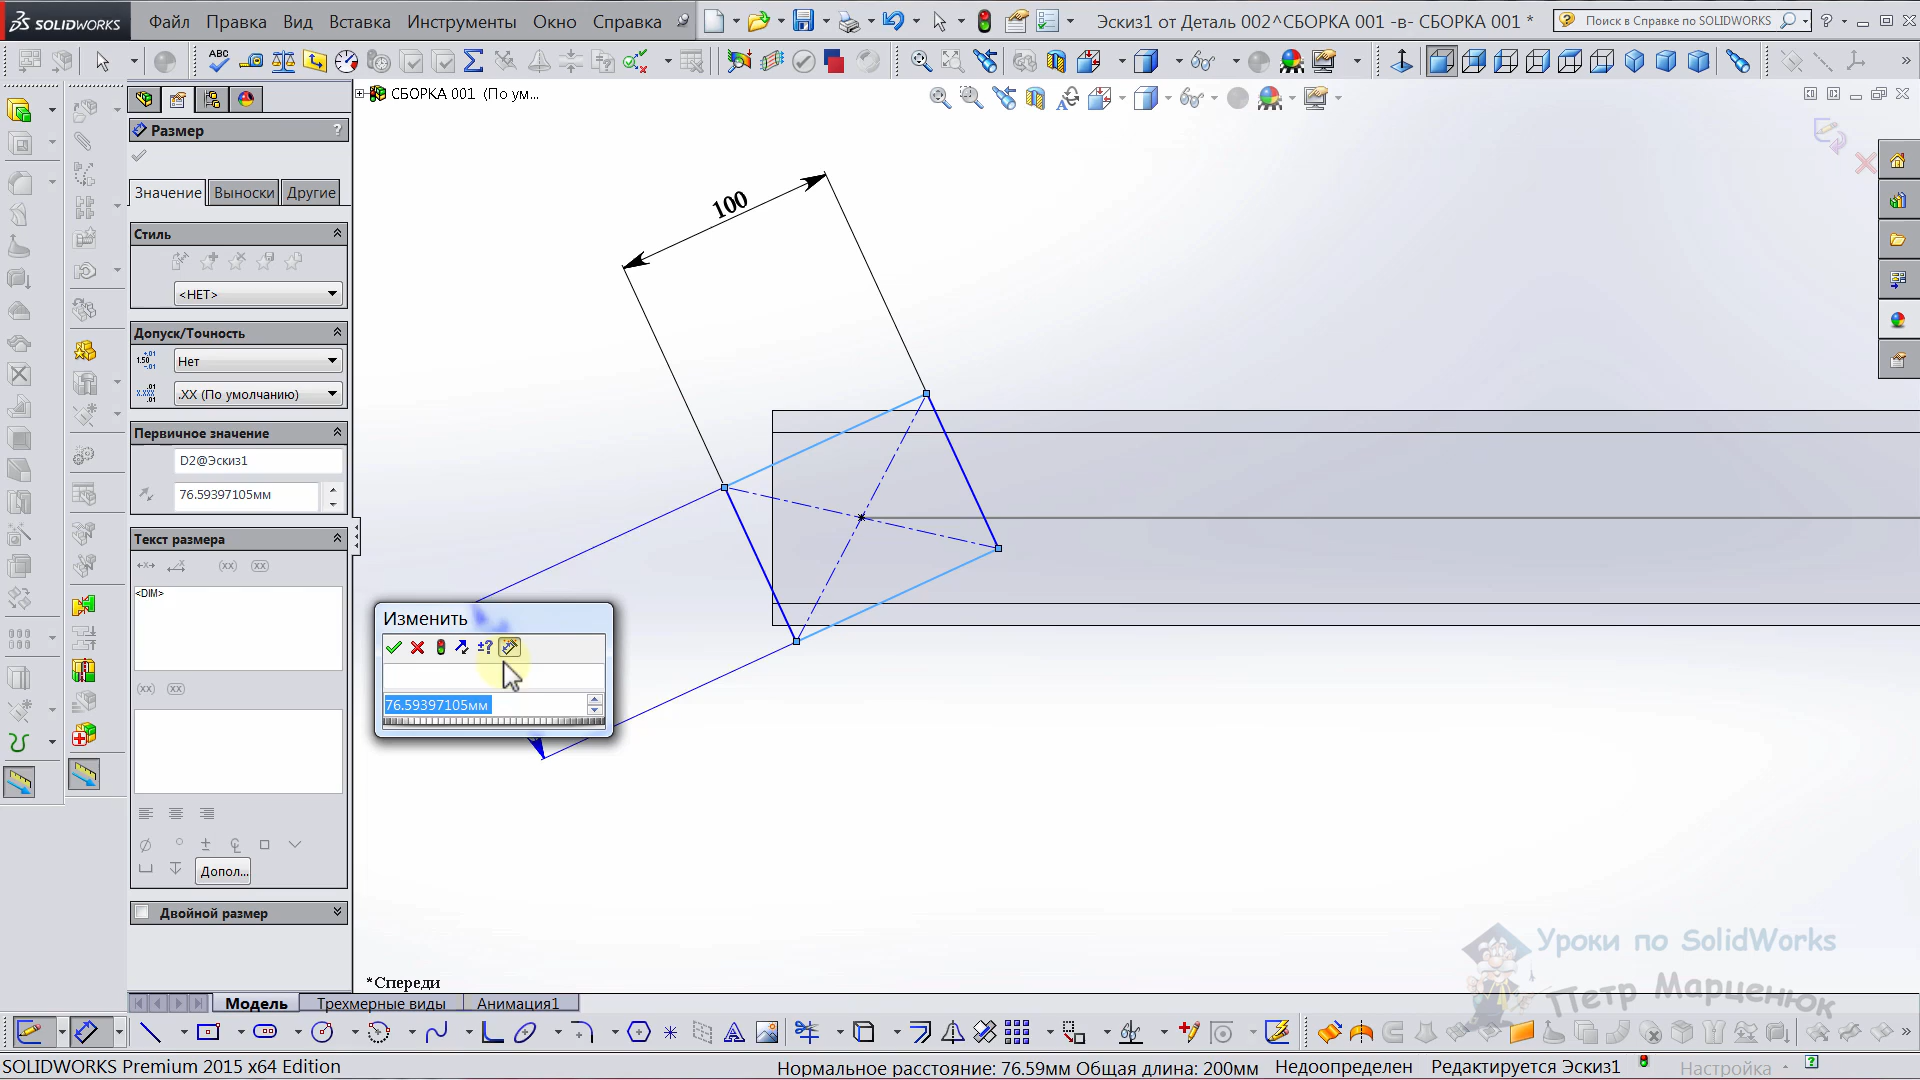 SOLIDWORKS
Файл
Правка
Вид
Вставка
Инструменты
Окно
Справка
Эскиз1 от Деталь 002^СБОРКА 001 -в- СБОРКА 001 *
Поиск в Справке по SOLIDWORKS
СБОРКА 001 (По ум...
Размер
?
Значение
Выноски
Другие
Стиль
<НЕТ>
Допуск/Точность
Нет
.XX (По умолчанию)
Первичное значение
D2@Эскиз1
76.59397105мм
Текст размера
<DIM>
Допол...
Двойной размер
100
Изменить
±?
76.59397105мм
*Спереди
Уроки по SolidWorks
Петр Марценюк
Модель
Трехмерные виды
Анимация1
SOLIDWORKS Premium 2015 x64 Edition
Нормальное расстояние: 76.59мм Общая длина: 200мм
Недоопределен
Редактируется Эскиз1
Настройка